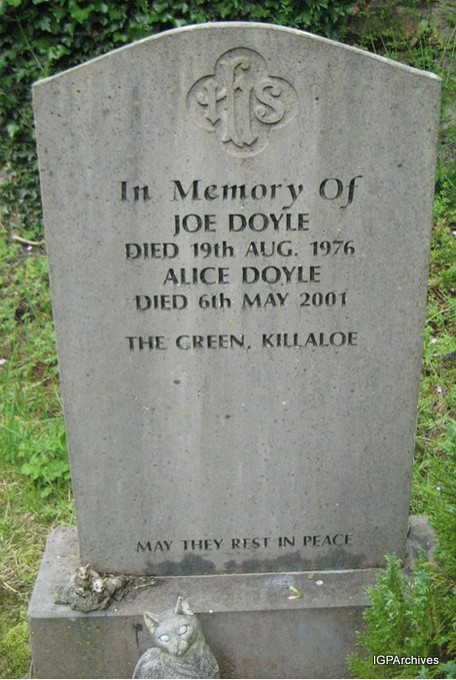 IHS
In Memory Of
JOE DOYLE
DIED 19th AUG. 1976
ALICE DOYLE
DIED 6th MAY 2001
THE GREEN, KILLALOE
MAY THEY REST IN PEACE
IGPArchives